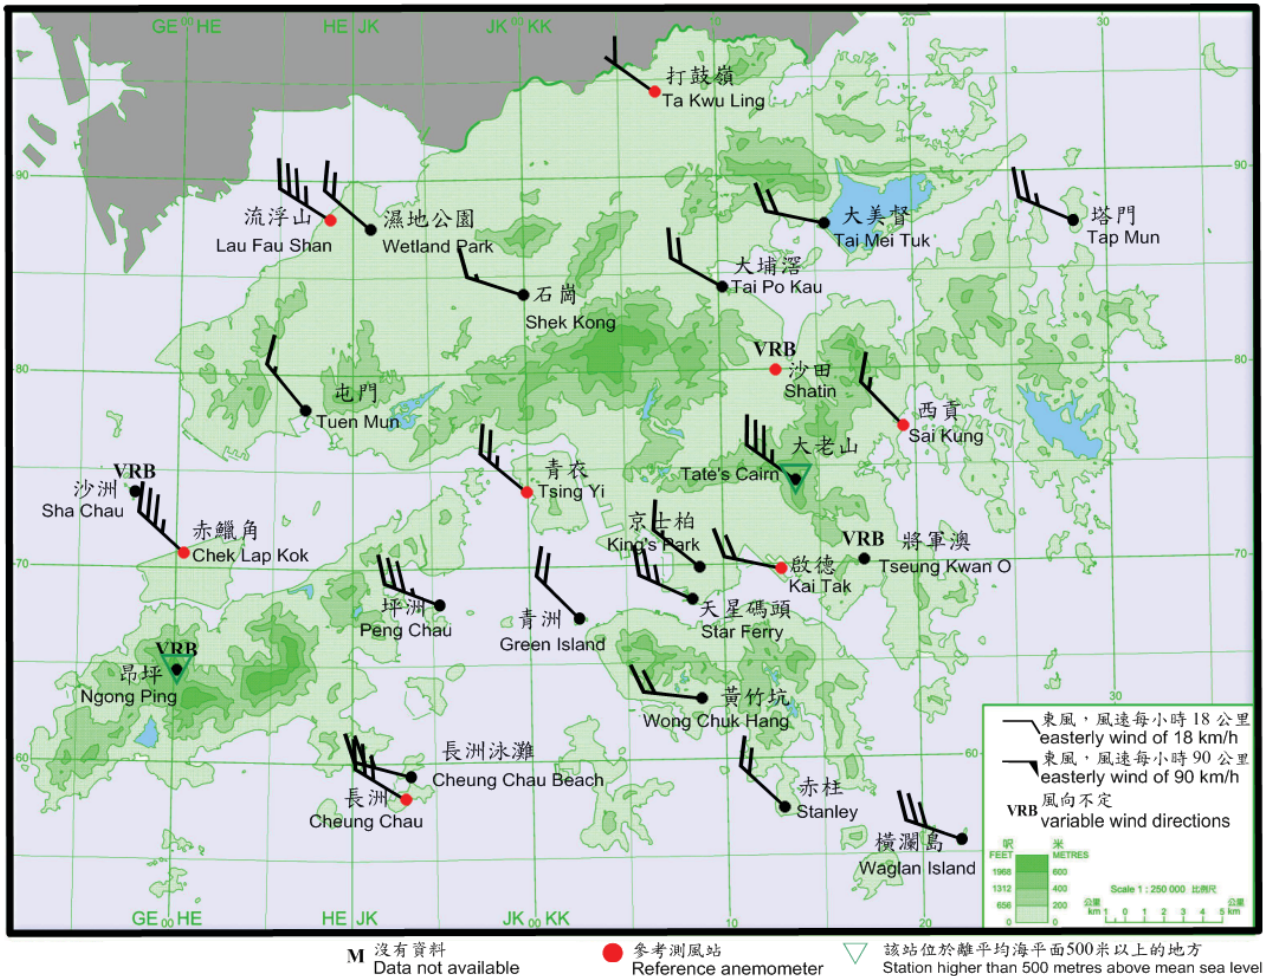 GE 00 HE
HE JK
JK 00 KK
10
20
30
打鼓嶺
Ta Kwu Ling
90
90
流浮山
Lau Fau Shan
濕地公園
Wetland Park
大美督
Tai Mei Tuk
塔門
Tap Mun
石崗
Shek Kong
大埔滘
Tai Po Kau
VRB
沙田
Shatin
80
80
屯門
Tuen Mun
西貢
Sai Kung
大老山
Tate's Cairn
VRB
沙洲
Sha Chau
青衣
Tsing Yi
赤鱲角
Chek Lap Kok
京士柏
King's Park
VRB
將軍澳
Tseung Kwan O
70
70
啟德
Kai Tak
坪洲
Peng Chau
青洲
Green Island
天星碼頭
Star Ferry
VRB
昂坪
Ngong Ping
黃竹坑
Wong Chuk Hang
30
60
60
長洲泳灘
Cheung Chau Beach
長洲
Cheung Chau
赤柱
Stanley
橫瀾島
Waglan Island
東風，風速每小時 18 公里
easterly wind of 18 km/h
東風，風速每小時 90 公里
easterly wind of 90 km/h
VRB 風向不定
variable wind directions
呎 米
FEET METRES
1968 600
1312 400
656 200
0 0
Scale 1 : 250 000 比例尺
公里 公里
km 1 0 1 2 3 4 5 km
GE 00 HE
HE JK
JK 00 KK
10
20
M 沒有資料
Data not available
參考測風站
Reference anemometer
該站位於離平均海平面500米以上的地方
Station higher than 500 metres above mean sea level